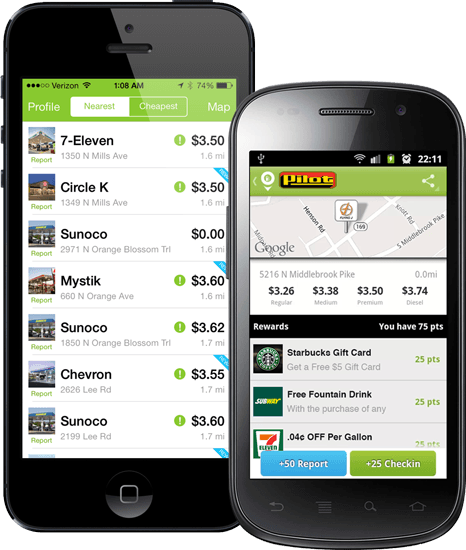 Verizon 1:08 AM 74%
Profile Nearest Cheapest Map
7-Eleven $3.50
1350 N Mills Ave 1.6 mi
Report
Circle K $3.50
1349 N Mills Ave 1.6 mi
Report
Sunoco $0.00
2971 N Orange Blossom Trl 1.6 mi
Report
Mystik $3.60
660 N Orange Ave 1.6 mi
Report
Sunoco $3.62
1850 N Orange Blossom Trl 1.7 mi
Report
Chevron $3.55
2626 Lee Rd 1.7 mi
Report
Sunoco $3.60
2199 Lee Rd 1.7 mi
Report
22:11
Pilot
Henson Rd
169
S Middlebrook Pike
Google
5216 N Middlebrook Pike 0.0mi
$3.26 $3.38 $3.50 $3.74
Regular Mid Premium Diesel
Rewards You have 75 pts
Starbucks Gift Card
Get a Free $5 Gift Card
25 pts
SUBWAY
Free Fountain Drink
With the purchase of any
25 pts
7 ELEVEN
.04¢ OFF Per Gallon
25 pts
+50 Report +25 Checkin